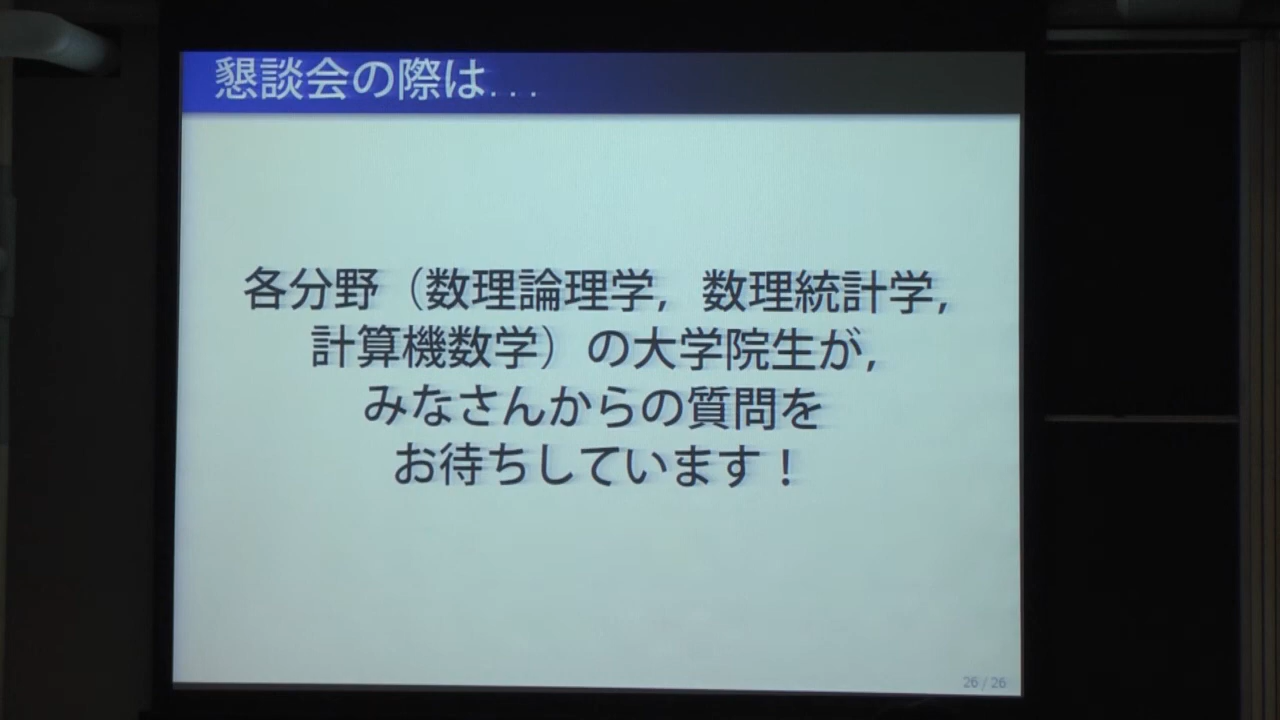 懇談会の際は...
各分野（数理論理学，数理統計学，
計算機数学）の大学院生が，
みなさんからの質問を
お待ちしています！
26 / 26